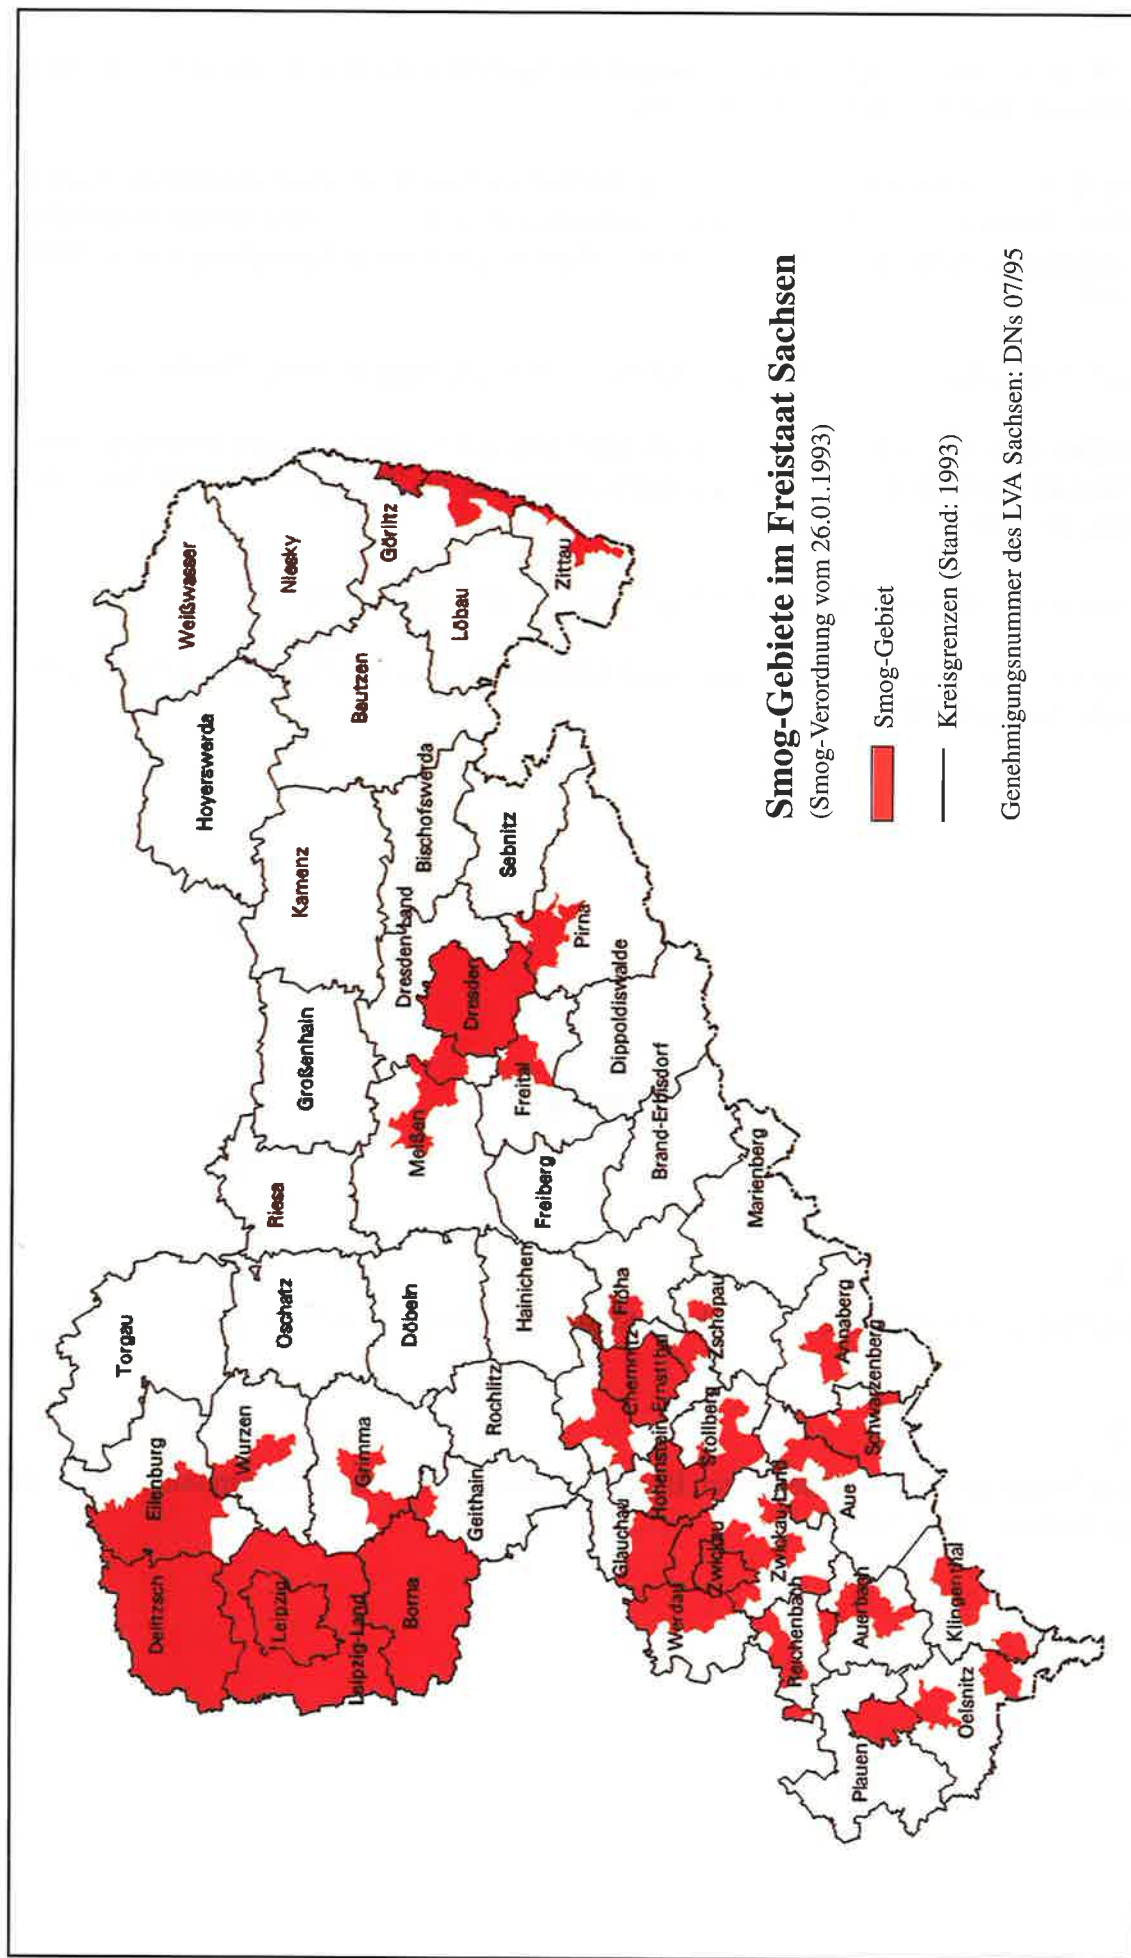 Weißwasser
Niesky
Hoyerswerda
Görlitz
Bautzen
Löbau
Zittau
Kamenz
Bischofswerda
Sebnitz
Dresden-Land
Dresden
Pirna
Großenhain
Meißen
Freital
Dippoldiswalde
Riesa
Freiberg
Brand-Erbisdorf
Marienberg
Torgau
Oschatz
Döbeln
Hainichen
Flöha
Zschopau
Annaberg
Schwarzenberg
Eilenburg
Wurzen
Grimma
Rochlitz
Geithain
Chemnitz
Hohenstein-Ernstthal
Stollberg
Glauchau
Zwickau
Zwickau-Land
Aue
Delitzsch
Leipzig
Leipzig-Land
Borna
Werdau
Reichenbach
Auerbach
Klingenthal
Plauen
Oelsnitz
Smog-Gebiete im Freistaat Sachsen
(Smog-Verordnung vom 26.01.1993)
Smog-Gebiet
Kreisgrenzen (Stand: 1993)
Genehmigungsnummer des LVA Sachsen: DNs 07/95